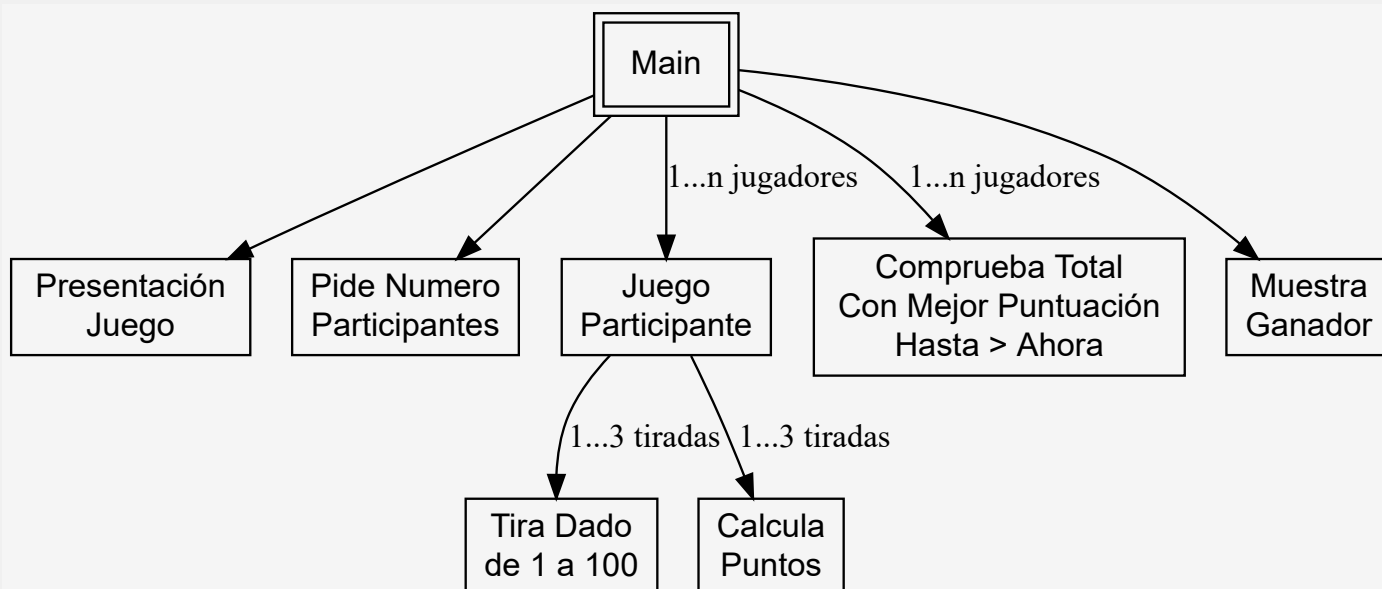 Main
1...n jugadores
1...n jugadores
Presentación
Juego
Pide Numero
Participantes
Juego
Participante
Comprueba Total
Con Mejor Puntuación
Hasta > Ahora
Muestra
Ganador
1...3 tiradas
1...3 tiradas
Tira Dado
de 1 a 100
Calcula
Puntos